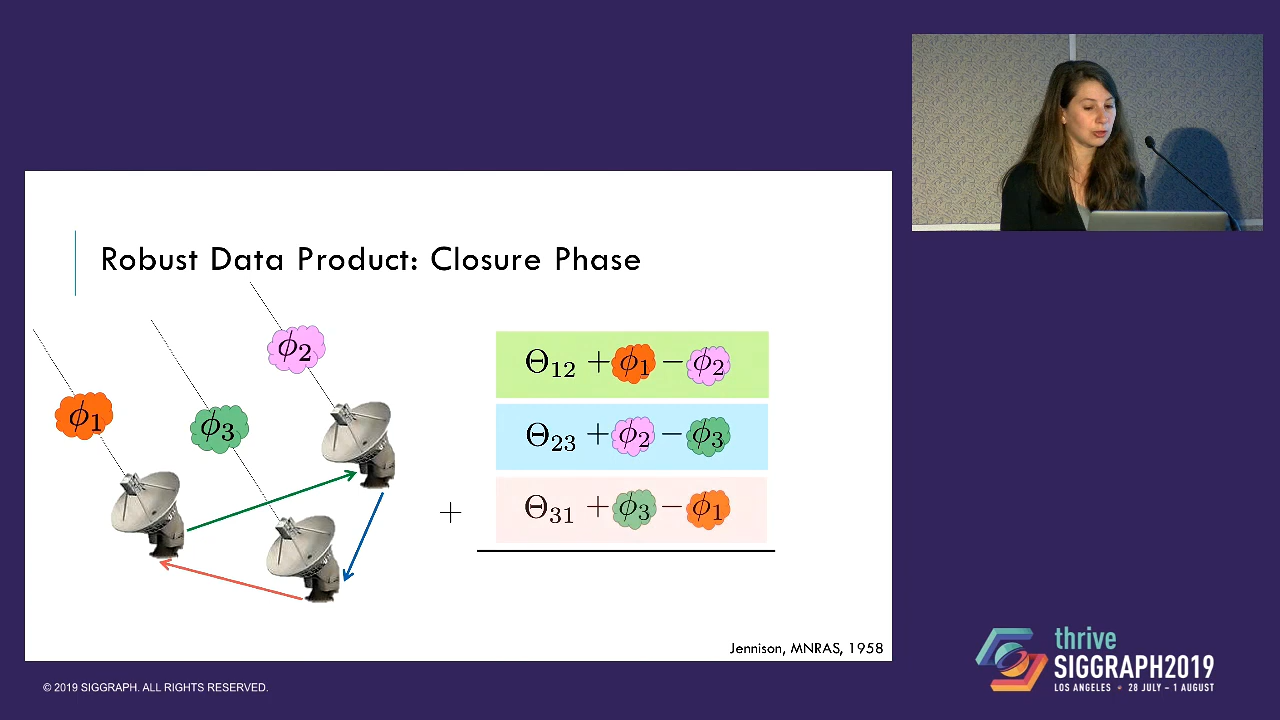 Robust Data Product: Closure Phase
ϕ₂
ϕ₁
ϕ₃
Θ₁₂ + ϕ₁ − ϕ₂
Θ₂₃ + ϕ₂ − ϕ₃
+ Θ₃₁ + ϕ₃ − ϕ₁
Jennison, MNRAS, 1958
© 2019 SIGGRAPH. ALL RIGHTS RESERVED.
thrive
SIGGRAPH2019
LOS ANGELES • 28 JULY – 1 AUGUST